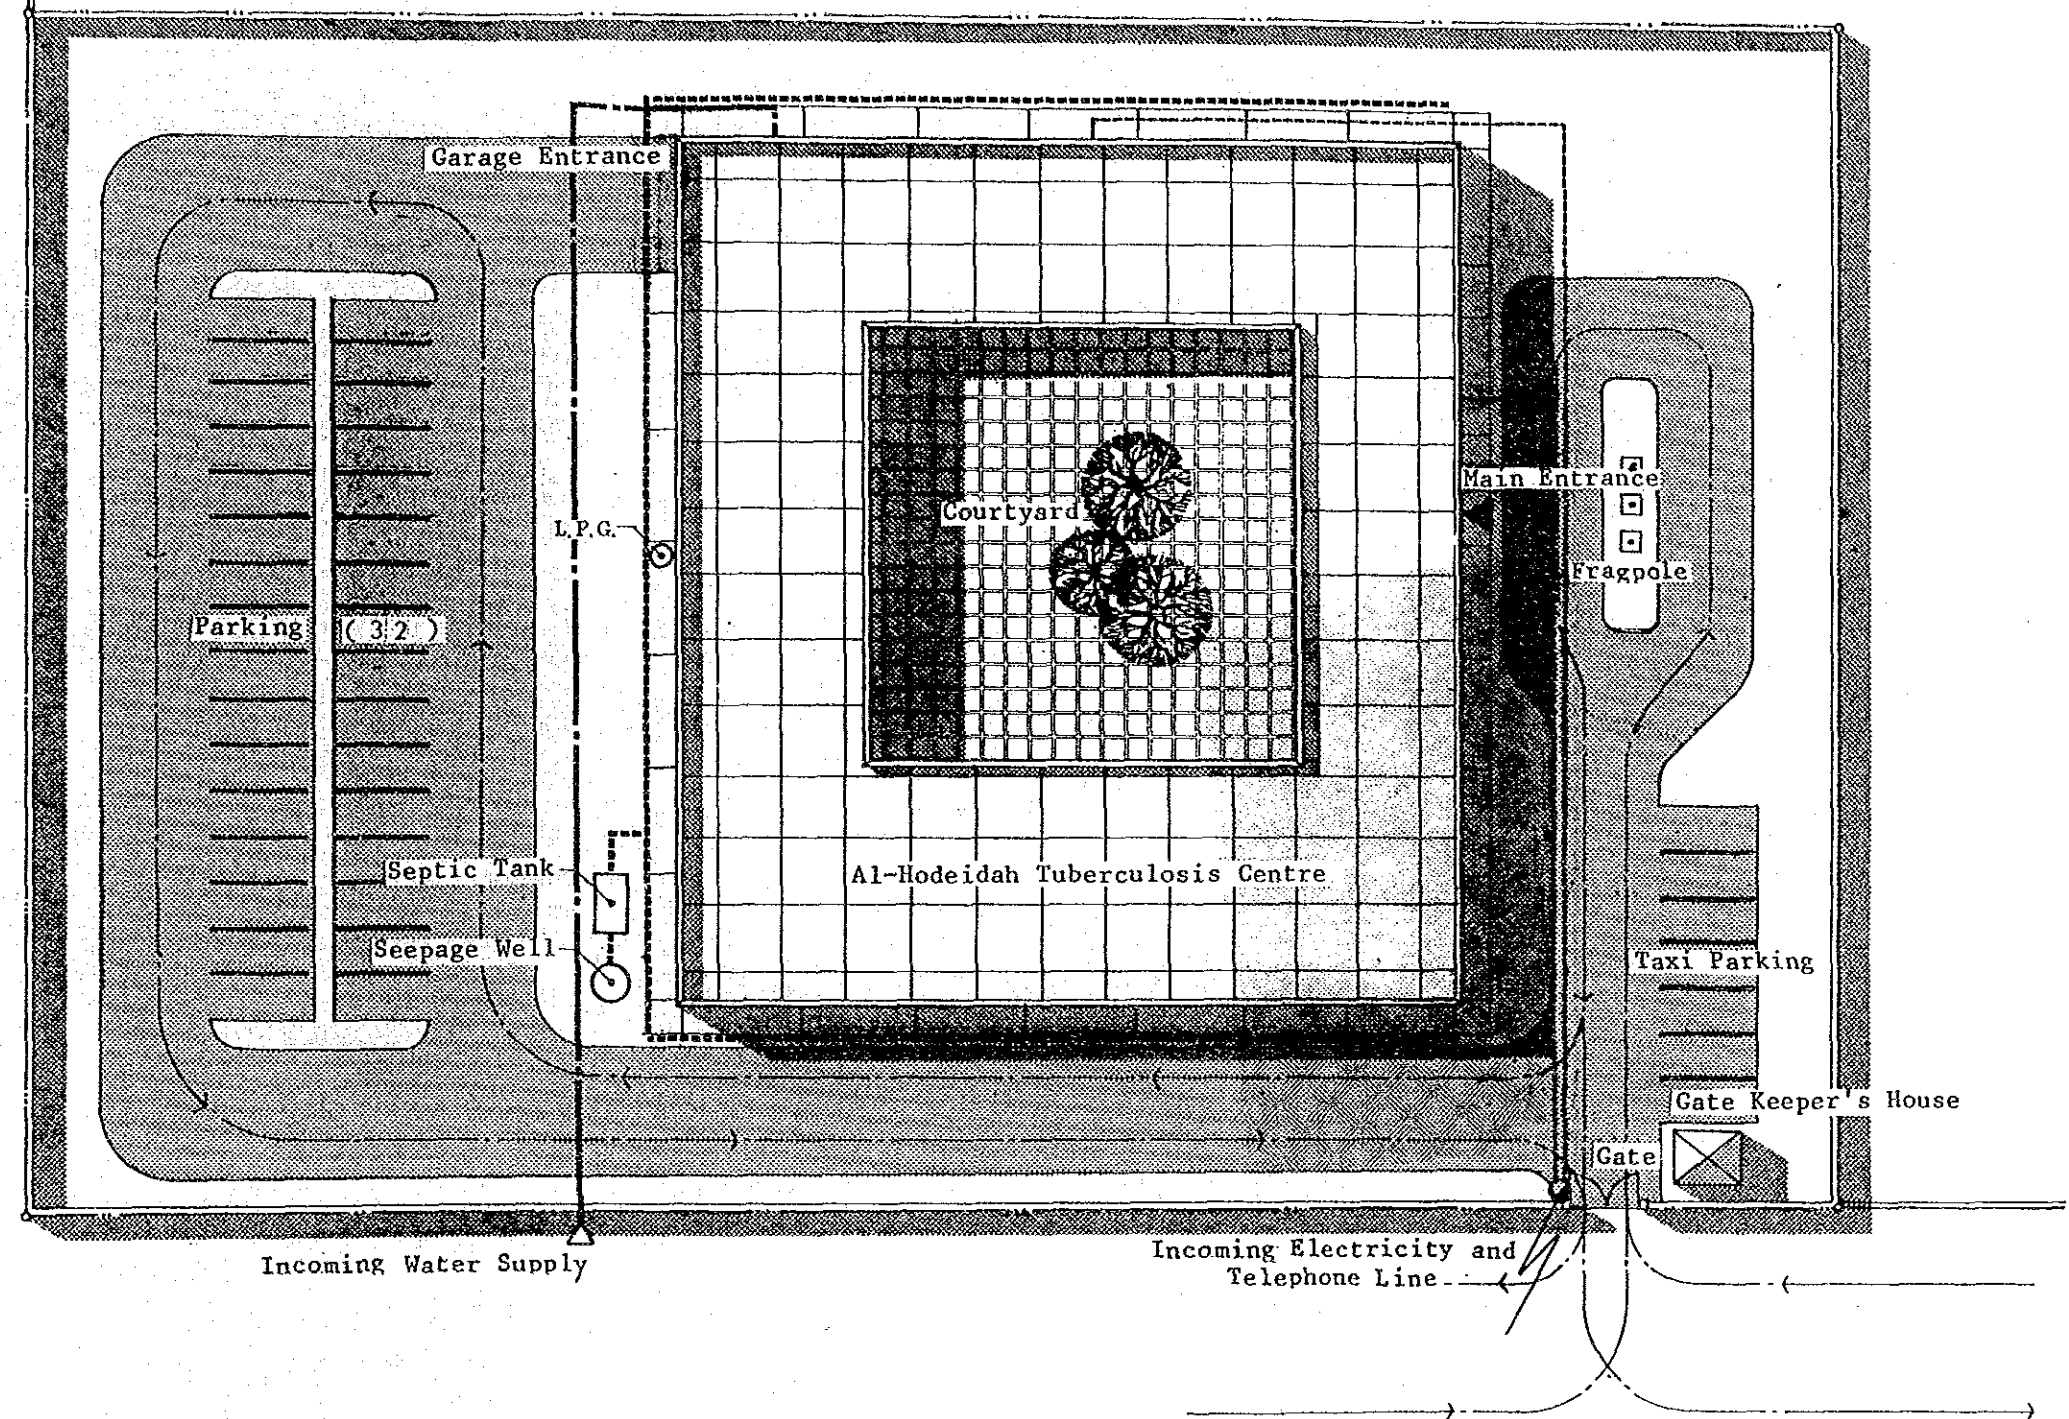 Garage Entrance
Main Entrance
Courtyard
L.P.G.
Fragpole
Parking (32)
Septic Tank
Al-Hodeidah Tuberculosis Centre
Seepage Well
Taxi Parking
Gate Keeper's House
Gate
Incoming Water Supply
Incoming Electricity and
Telephone Line